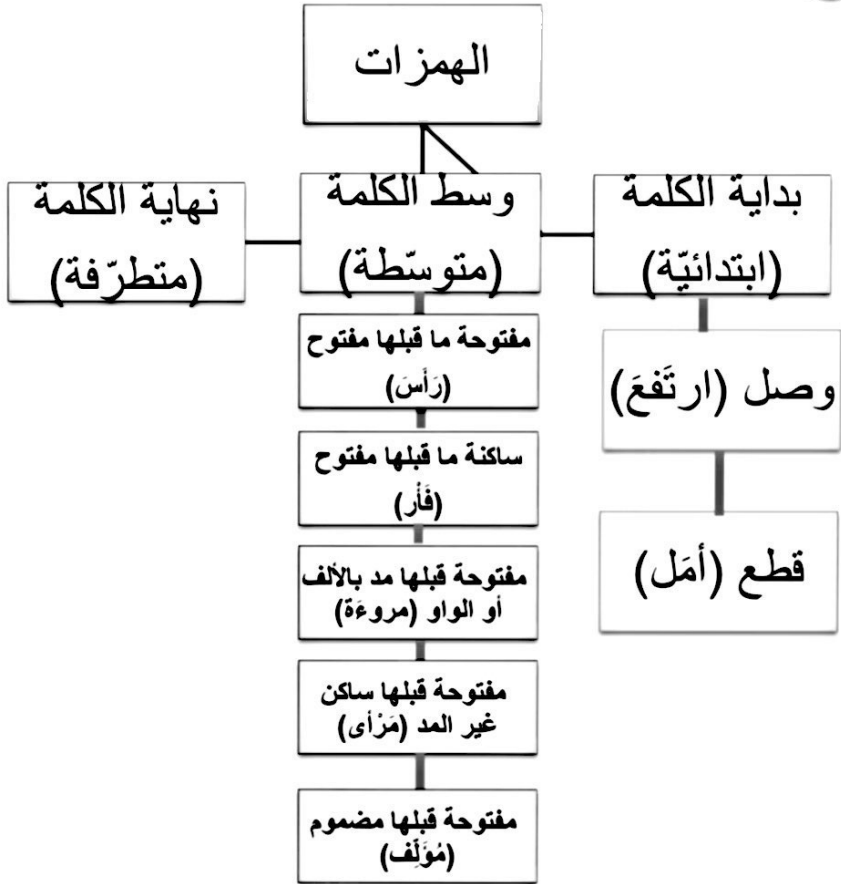 الهمزات
بداية الكلمة
(ابتدائيّة)
وصل (ارتَفعَ)
قطع (أمَل)
وسط الكلمة
(متوسّطة)
مفتوحة ما قبلها مفتوح
(رَأَسَ)
ساكنة ما قبلها مفتوح
(فَأْر)
مفتوحة قبلها مد بالألف
أو الواو (مروءَة)
مفتوحة قبلها ساكن
غير المد (مَرْأى)
مفتوحة قبلها مضموم
(مُؤَلِّف)
نهاية الكلمة
(متطرّفة)